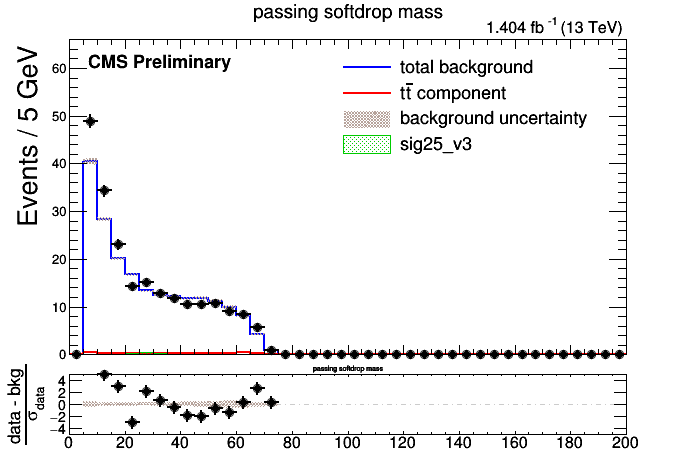 passing softdrop mass
1.404 fb⁻¹ (13 TeV)
CMS Preliminary
total background
tt̄ component
background uncertainty
sig25_v3
Events / 5 GeV
60
50
40
30
20
10
0
passing softdrop mass
data - bkg
σdata
4
2
0
−2
−4
0 20 40 60 80 100 120 140 160 180 200